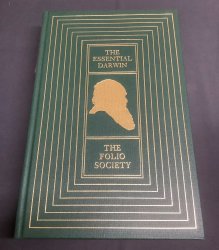 THE
ESSENTIAL
DARWIN
THE
FOLIO
SOCIETY